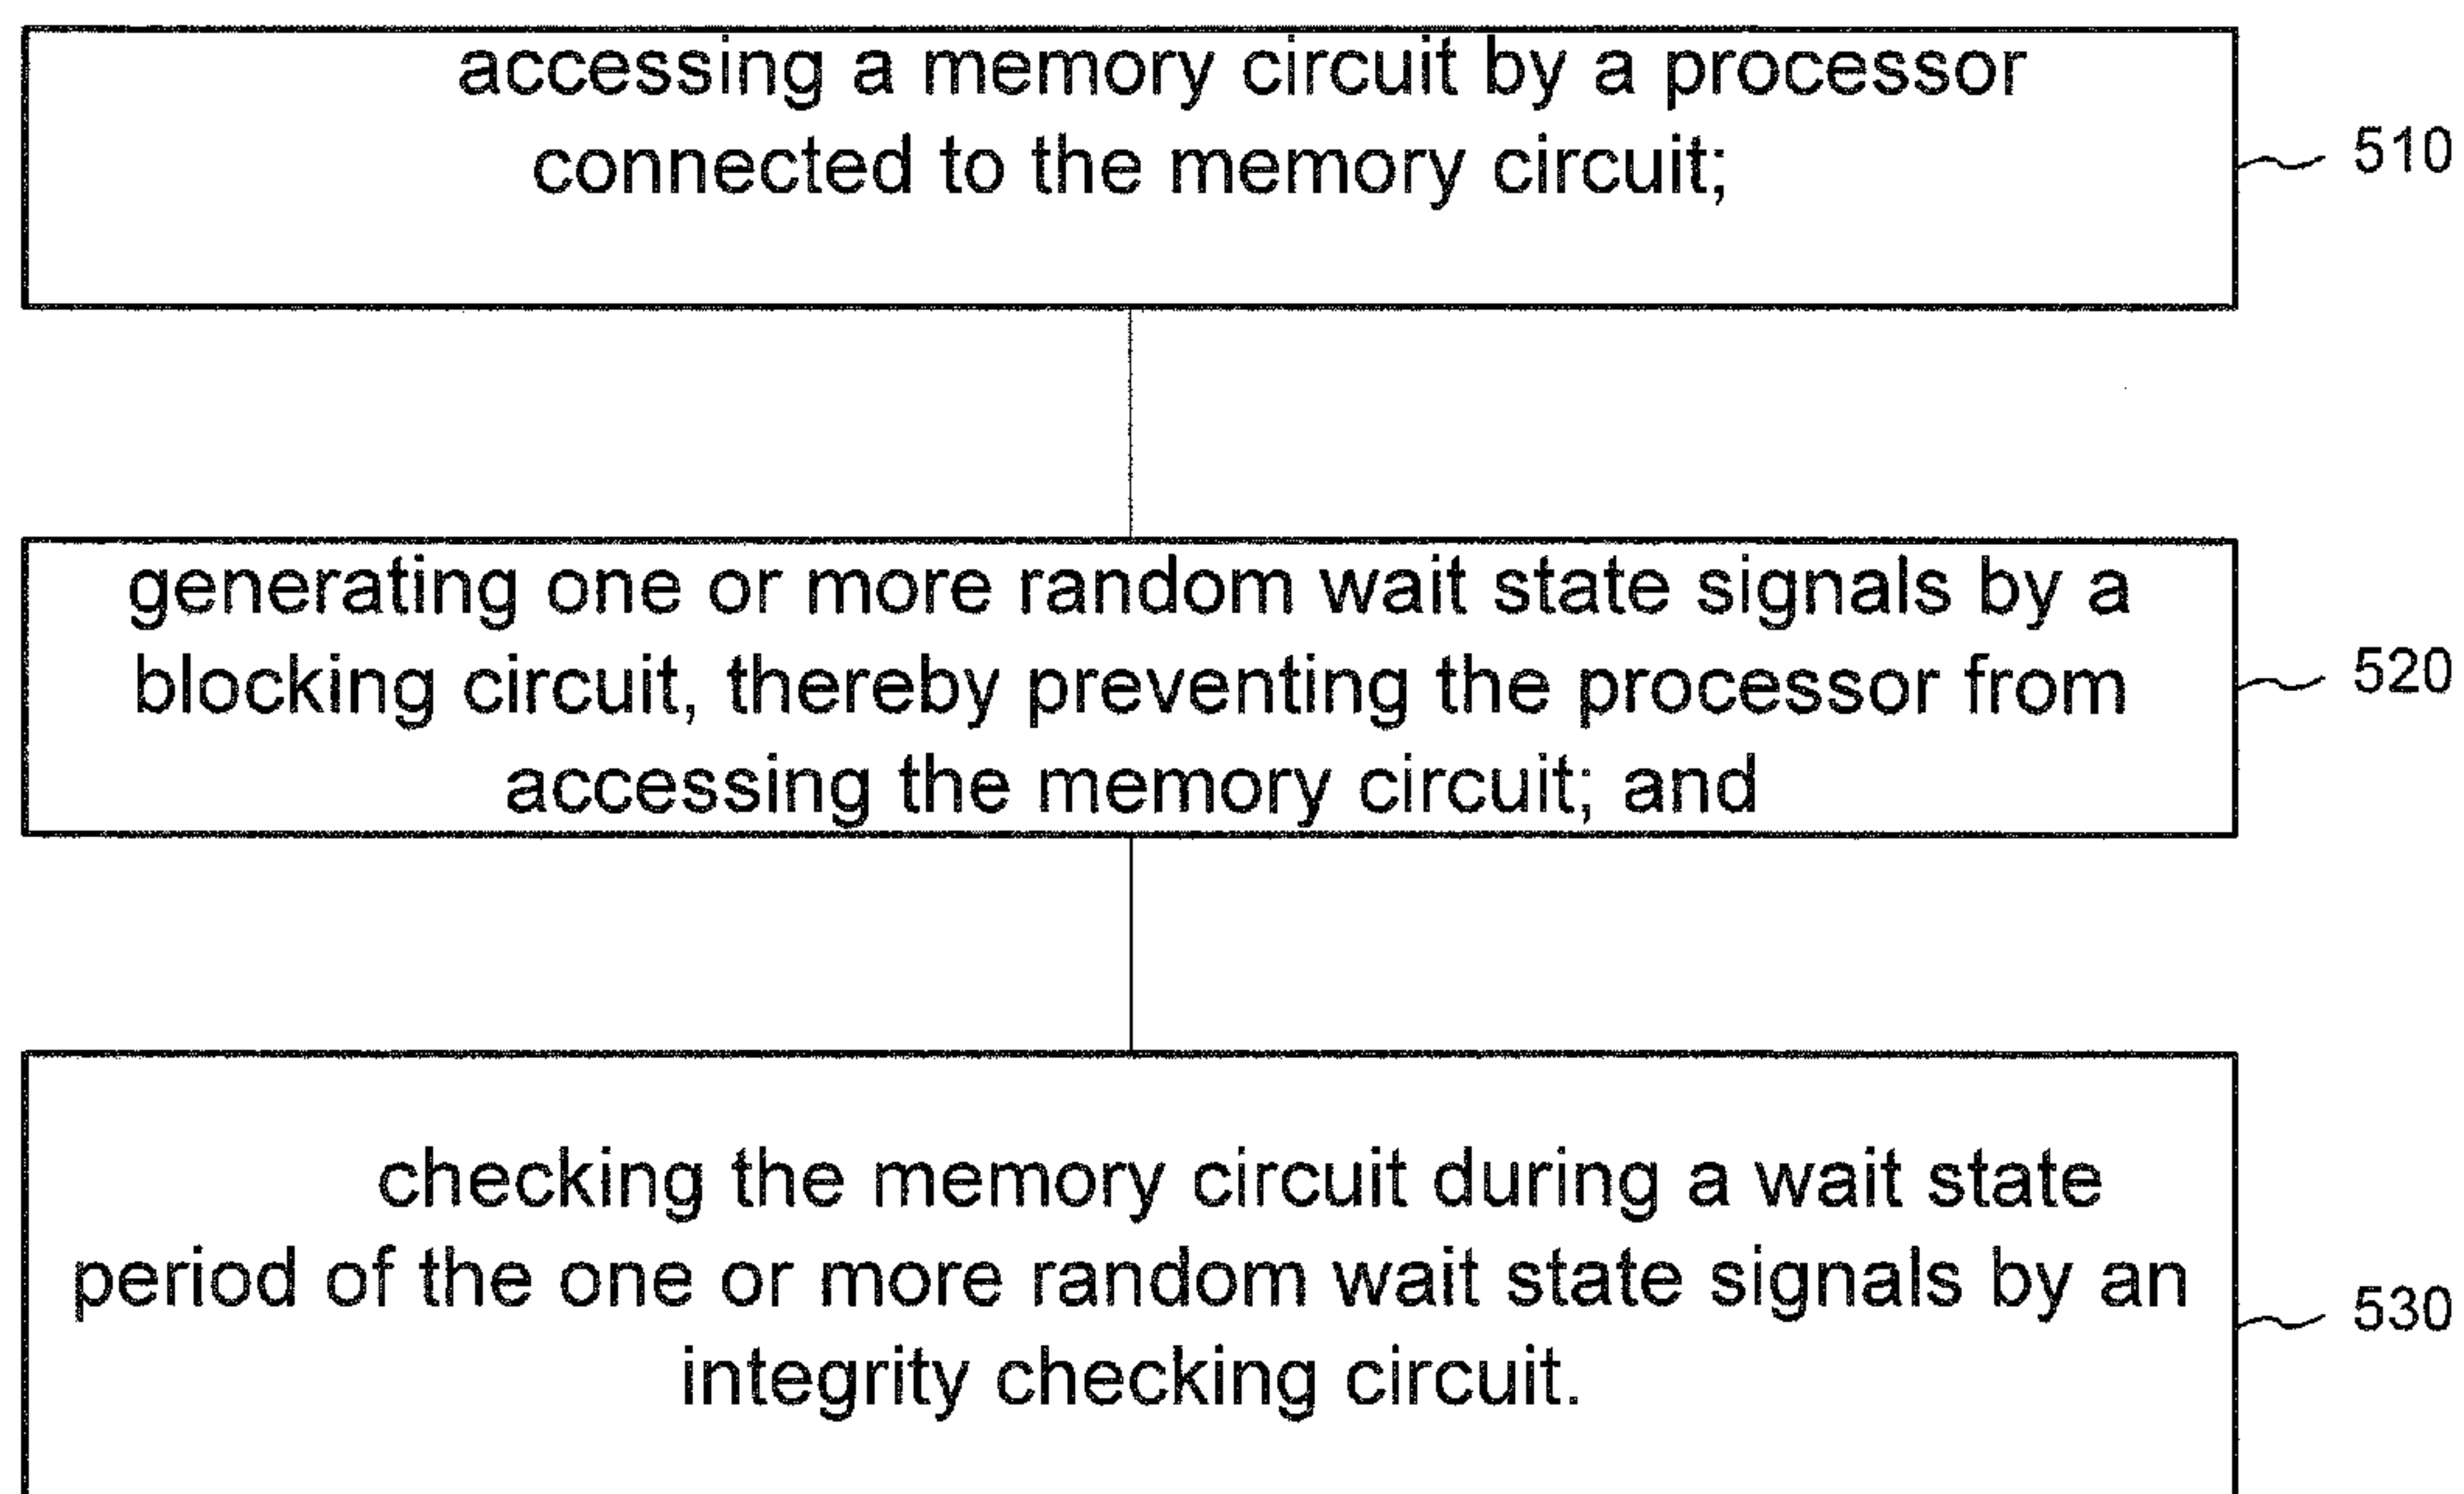 accessing a memory circuit by a processor
connected to the memory circuit;
510
generating one or more random wait state signals by a
blocking circuit, thereby preventing the processor from
accessing the memory circuit; and
520
checking the memory circuit during a wait state
period of the one or more random wait state signals by an
integrity checking circuit.
530